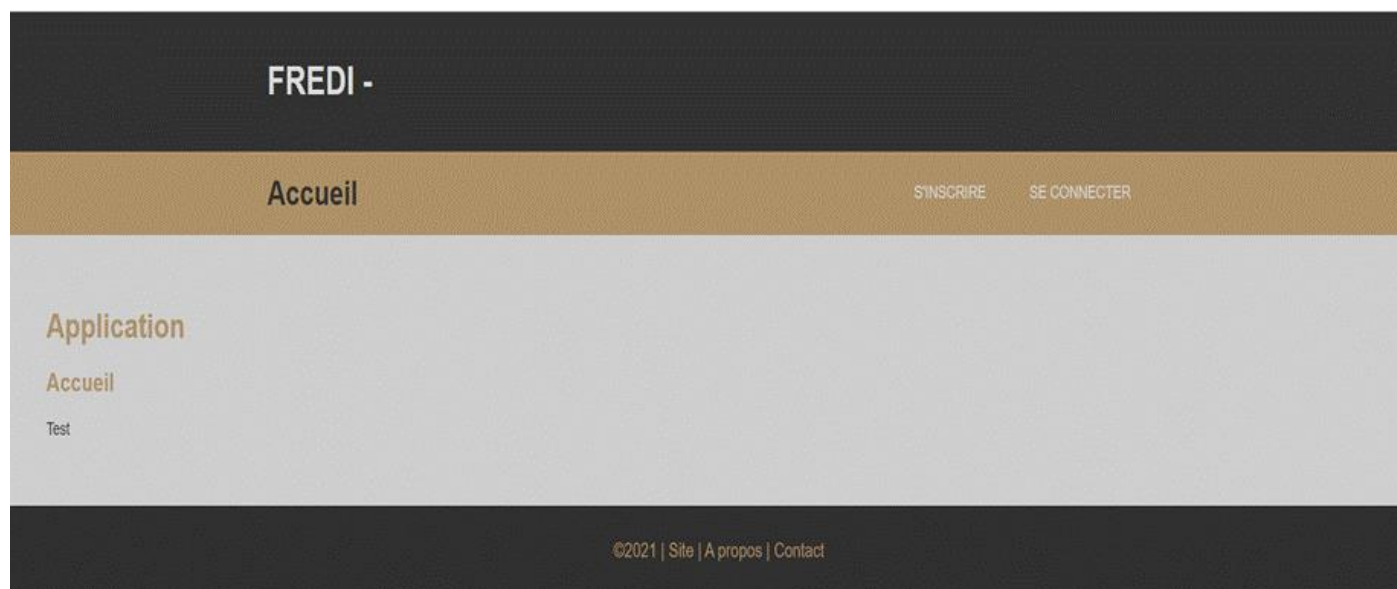 FREDI -
Accueil S'INSCRIRE SE CONNECTER
Application
Accueil
Test
©2021 | Site | A propos | Contact